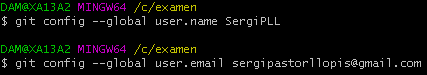 DAM@XA13A2 MINGW64 /c/examen
$ git config --global user.name SergiPLL
DAM@XA13A2 MINGW64 /c/examen
$ git config --global user.email sergipastorllopis@gmail.com